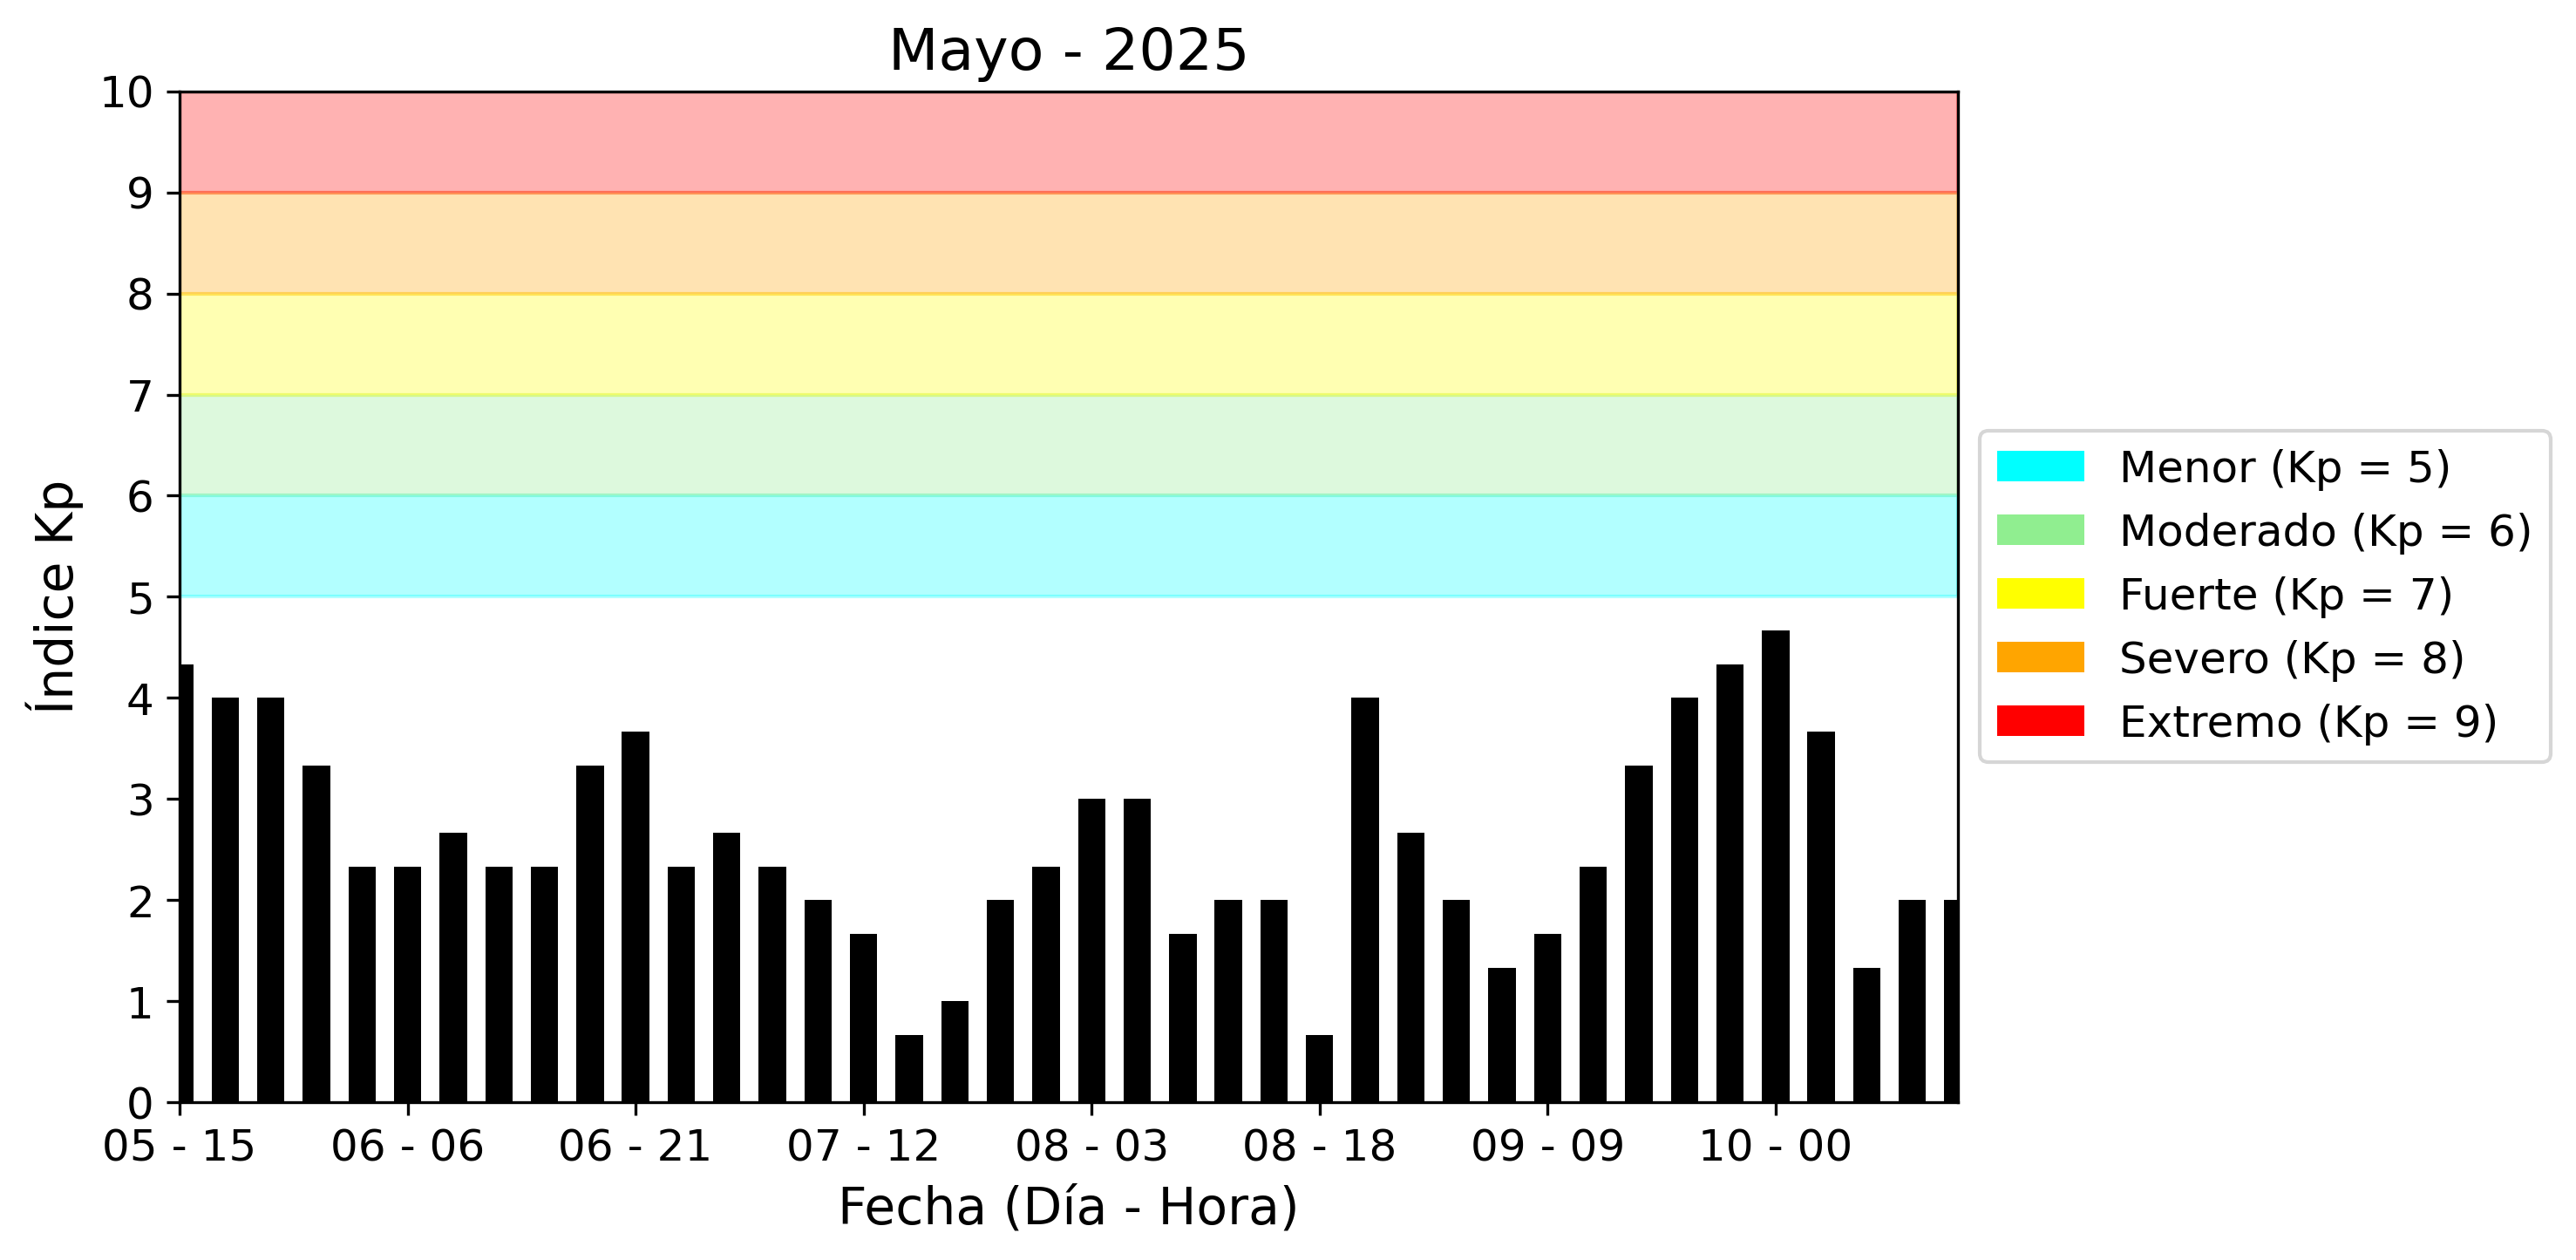 Mayo - 2025
10
9
8
7
6
5
4
3
2
1
0
Índice Kp
05 - 15
06 - 06
06 - 21
07 - 12
08 - 03
08 - 18
09 - 09
10 - 00
Fecha (Día - Hora)
Menor (Kp = 5)
Moderado (Kp = 6)
Fuerte (Kp = 7)
Severo (Kp = 8)
Extremo (Kp = 9)